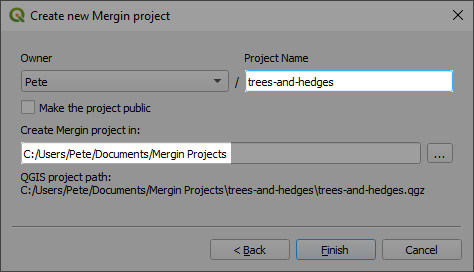 Create new Mergin project
Owner
Project Name
Pete / trees-and-hedges
Make the project public
Create Mergin project in:
C:/Users/Pete/Documents/Mergin Projects ...
QGIS project path:
C:/Users/Pete/Documents/Mergin Projects\trees-and-hedges\trees-and-hedges.qgz
< Back
Finish
Cancel